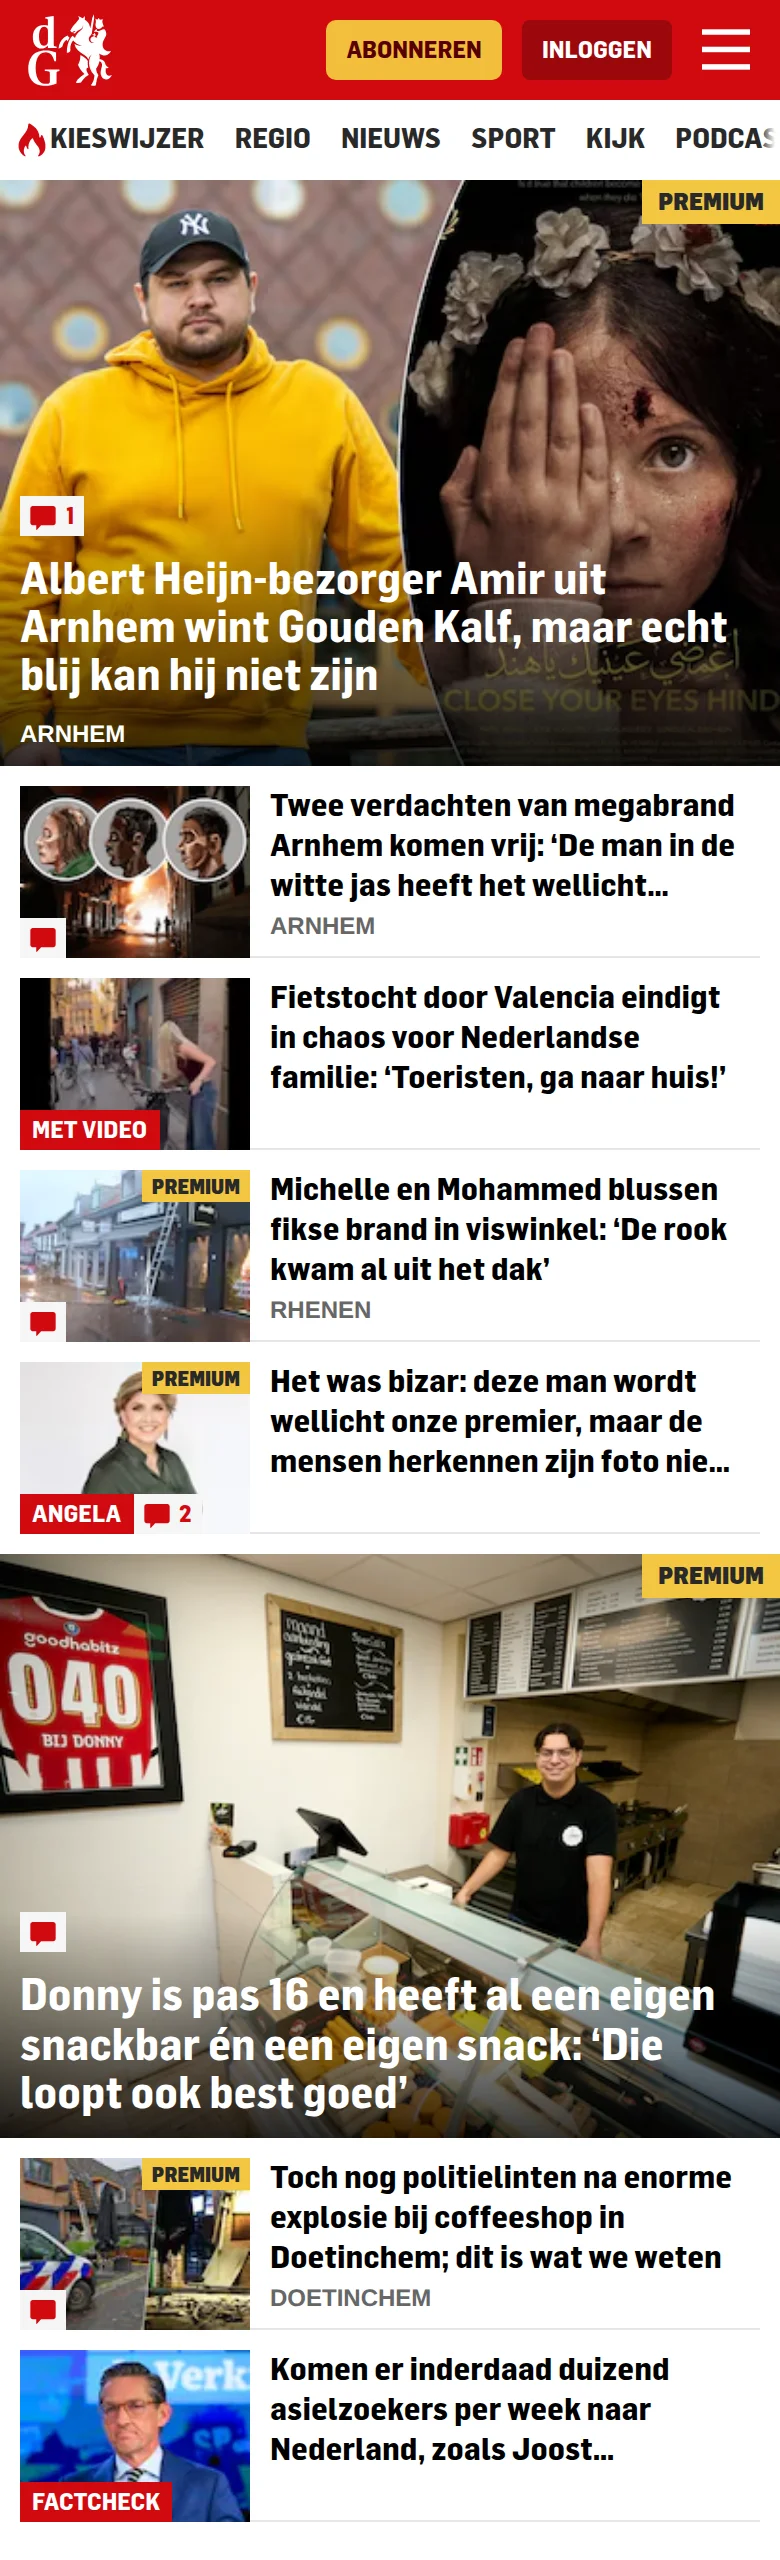 dG
ABONNEREN
INLOGGEN
KIESWIJZER REGIO NIEUWS SPORT KIJK PODCAS
PREMIUM
NY
when they die
1
Albert Heijn-bezorger Amir uit
Arnhem wint Gouden Kalf, maar echt
blij kan hij niet zijn
ARNHEM
CLOSE YOUR EYES HIND
Twee verdachten van megabrand
Arnhem komen vrij: ‘De man in de
witte jas heeft het wellicht...
ARNHEM
MET VIDEO
Fietstocht door Valencia eindigt
in chaos voor Nederlandse
familie: ‘Toeristen, ga naar huis!’
PREMIUM
Michelle en Mohammed blussen
fikse brand in viswinkel: ‘De rook
kwam al uit het dak’
RHENEN
PREMIUM
ANGELA
2
Het was bizar: deze man wordt
wellicht onze premier, maar de
mensen herkennen zijn foto nie...
PREMIUM
goodhabitz
040
BIJ DONNY
Donny is pas 16 en heeft al een eigen
snackbar én een eigen snack: ‘Die
loopt ook best goed’
PREMIUM
Toch nog politielinten na enorme
explosie bij coffeeshop in
Doetinchem; dit is wat we weten
DOETINCHEM
Verk
FACTCHECK
Komen er inderdaad duizend
asielzoekers per week naar
Nederland, zoals Joost...